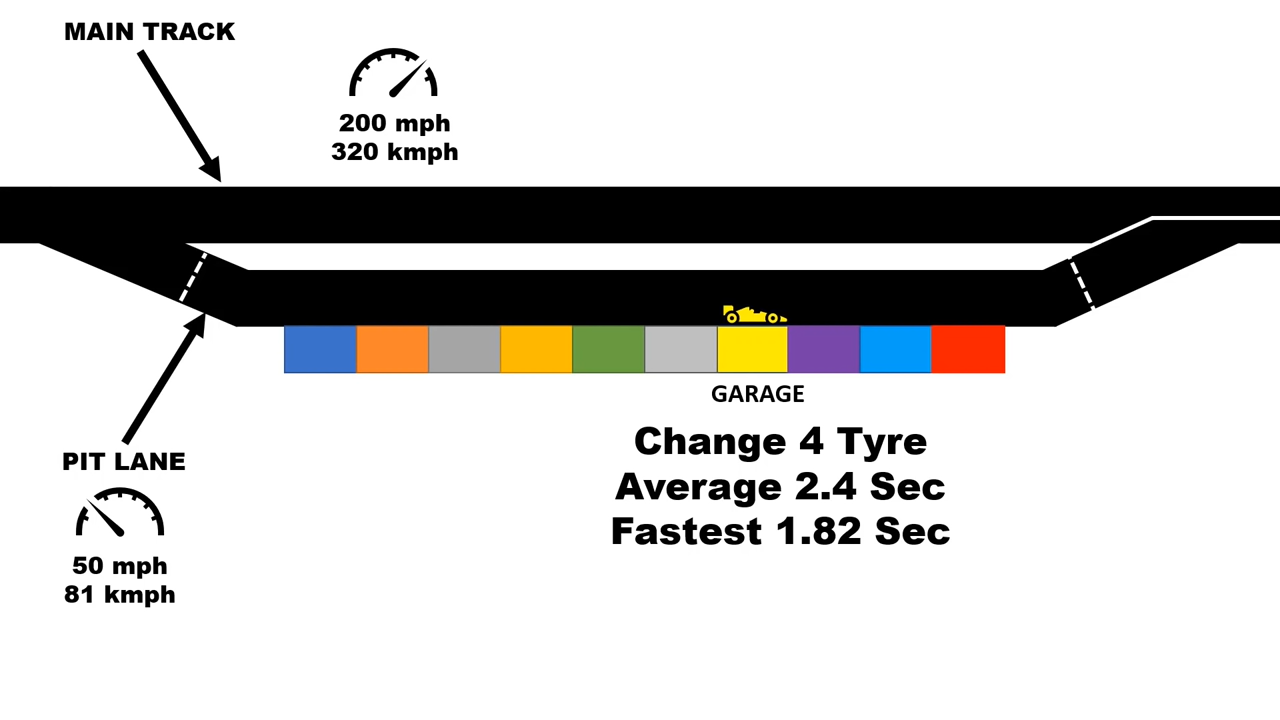 MAIN TRACK
200 mph
320 kmph
GARAGE
Change 4 Tyre
Average 2.4 Sec
Fastest 1.82 Sec
PIT LANE
50 mph
81 kmph